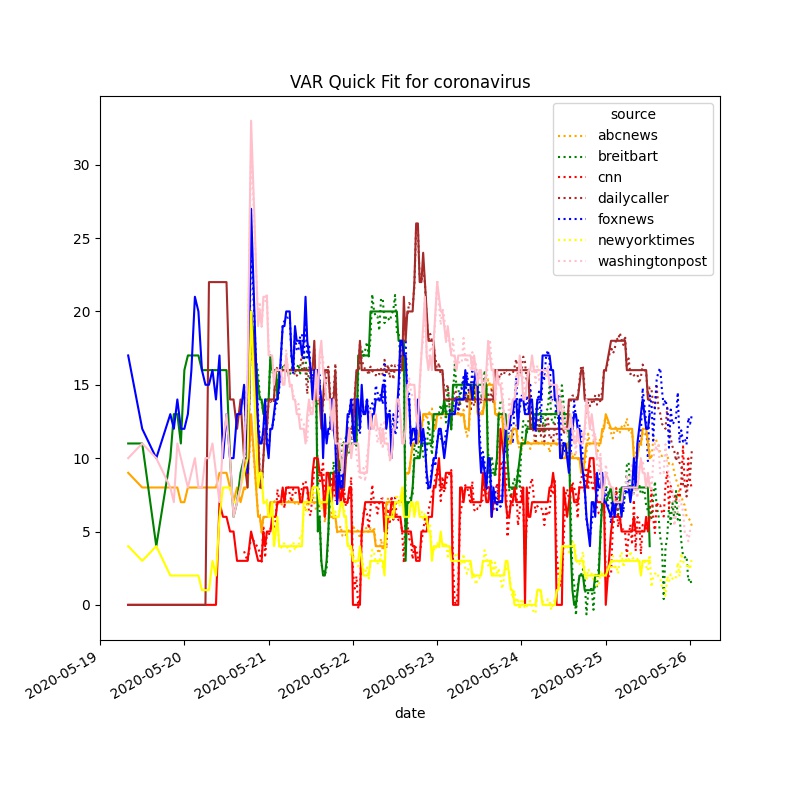 VAR Quick Fit for coronavirus
source
abcnews
breitbart
cnn
dailycaller
foxnews
newyorktimes
washingtonpost
30
25
20
15
10
5
0
2020-05-19
2020-05-20
2020-05-21
2020-05-22
2020-05-23
2020-05-24
2020-05-25
2020-05-26
date